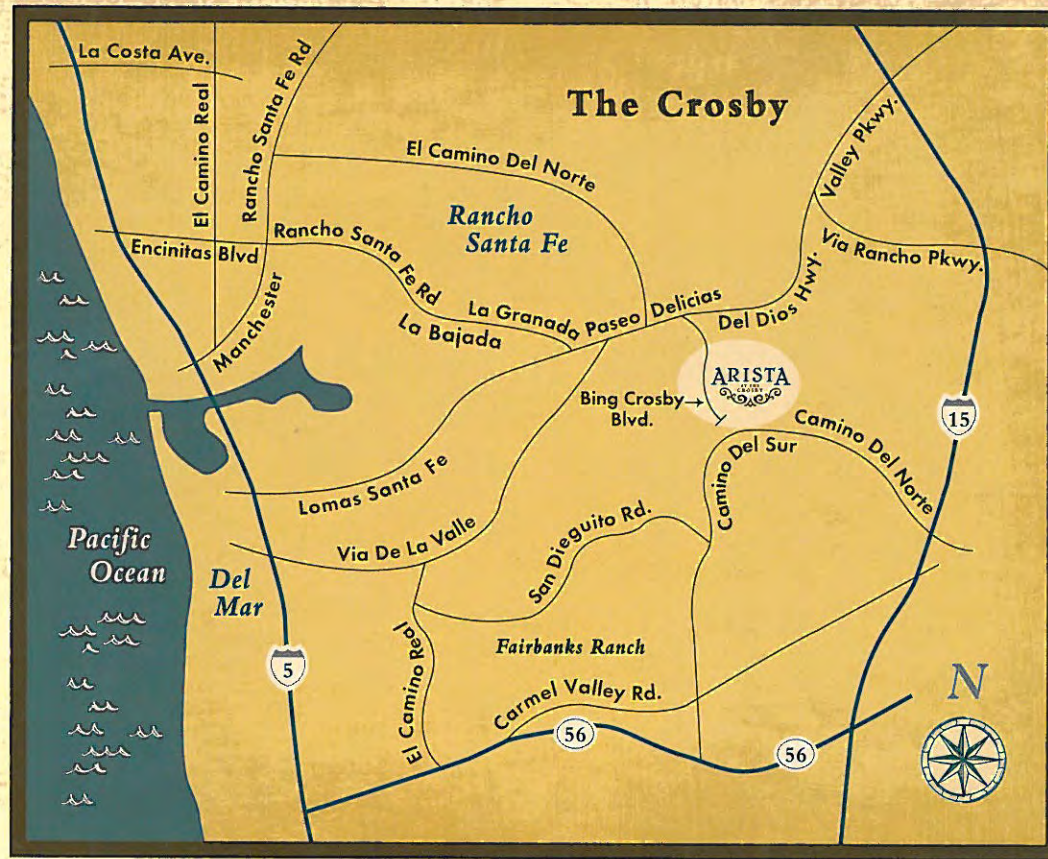 The Crosby
La Costa Ave.
El Camino Real
Rancho Santa Fe Rd
El Camino Del Norte
Valley Pkwy.
Rancho
Santa Fe
Encinitas Blvd
Rancho Santa Fe Rd
Via Rancho Pkwy.
Manchester
La Bajada
La Granada
Paseo Delicias
Del Dios Hwy.
ARISTA
AT THE
CROSBY
Bing Crosby
Blvd.
15
Camino Del Sur
Camino Del Norte
Lomas Santa Fe
Via De La Valle
San Dieguito Rd.
Pacific
Ocean
Del
Mar
5
El Camino Real
Fairbanks Ranch
Carmel Valley Rd.
56
56
N